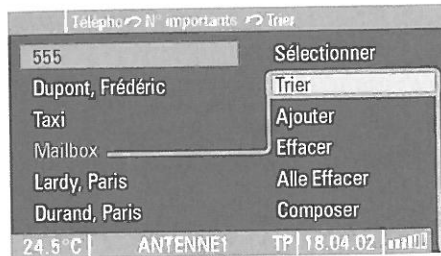 Télépho N° importants Trier
555
Dupont, Frédéric
Taxi
Mailbox
Lardy, Paris
Durand, Paris
Sélectionner
Trier
Ajouter
Effacer
Alle Effacer
Composer
24.5°C ANTENNE1 TP 18.04.02